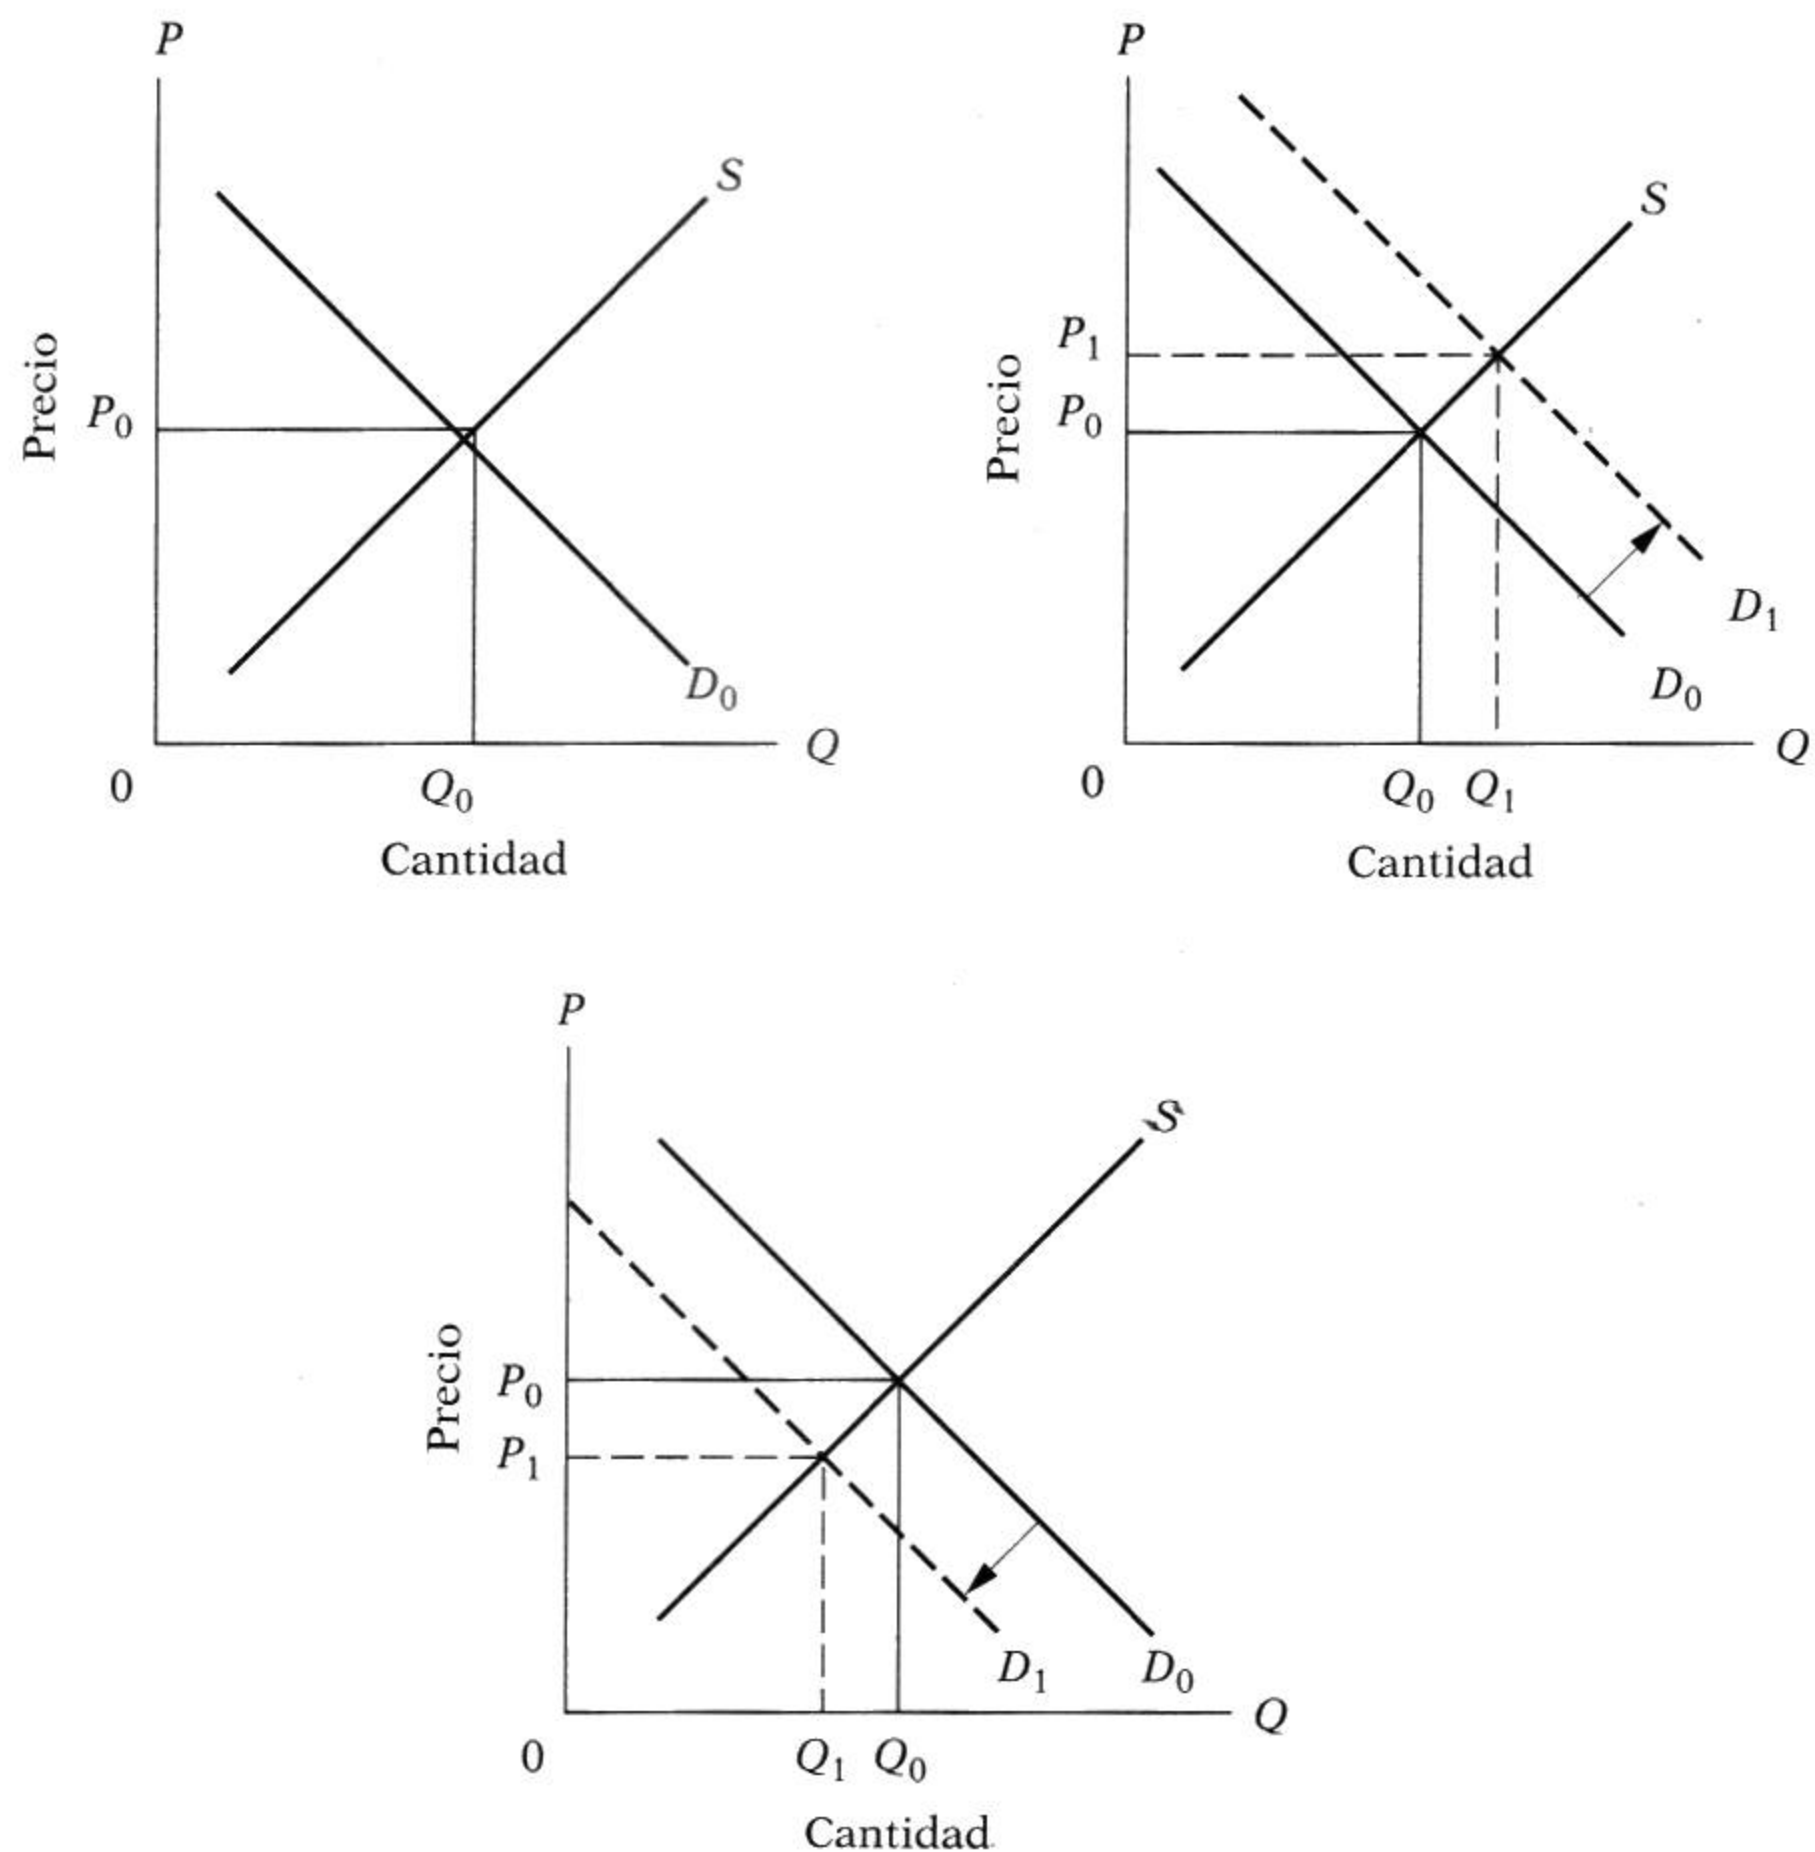 P
S
Precio
P0
D0
Q
0
Q0
Cantidad
P
S
P1
Precio
P0
D1
D0
Q
0
Q0 Q1
Cantidad
P
S
Precio
P0
P1
D1 D0
Q
0
Q1 Q0
Cantidad